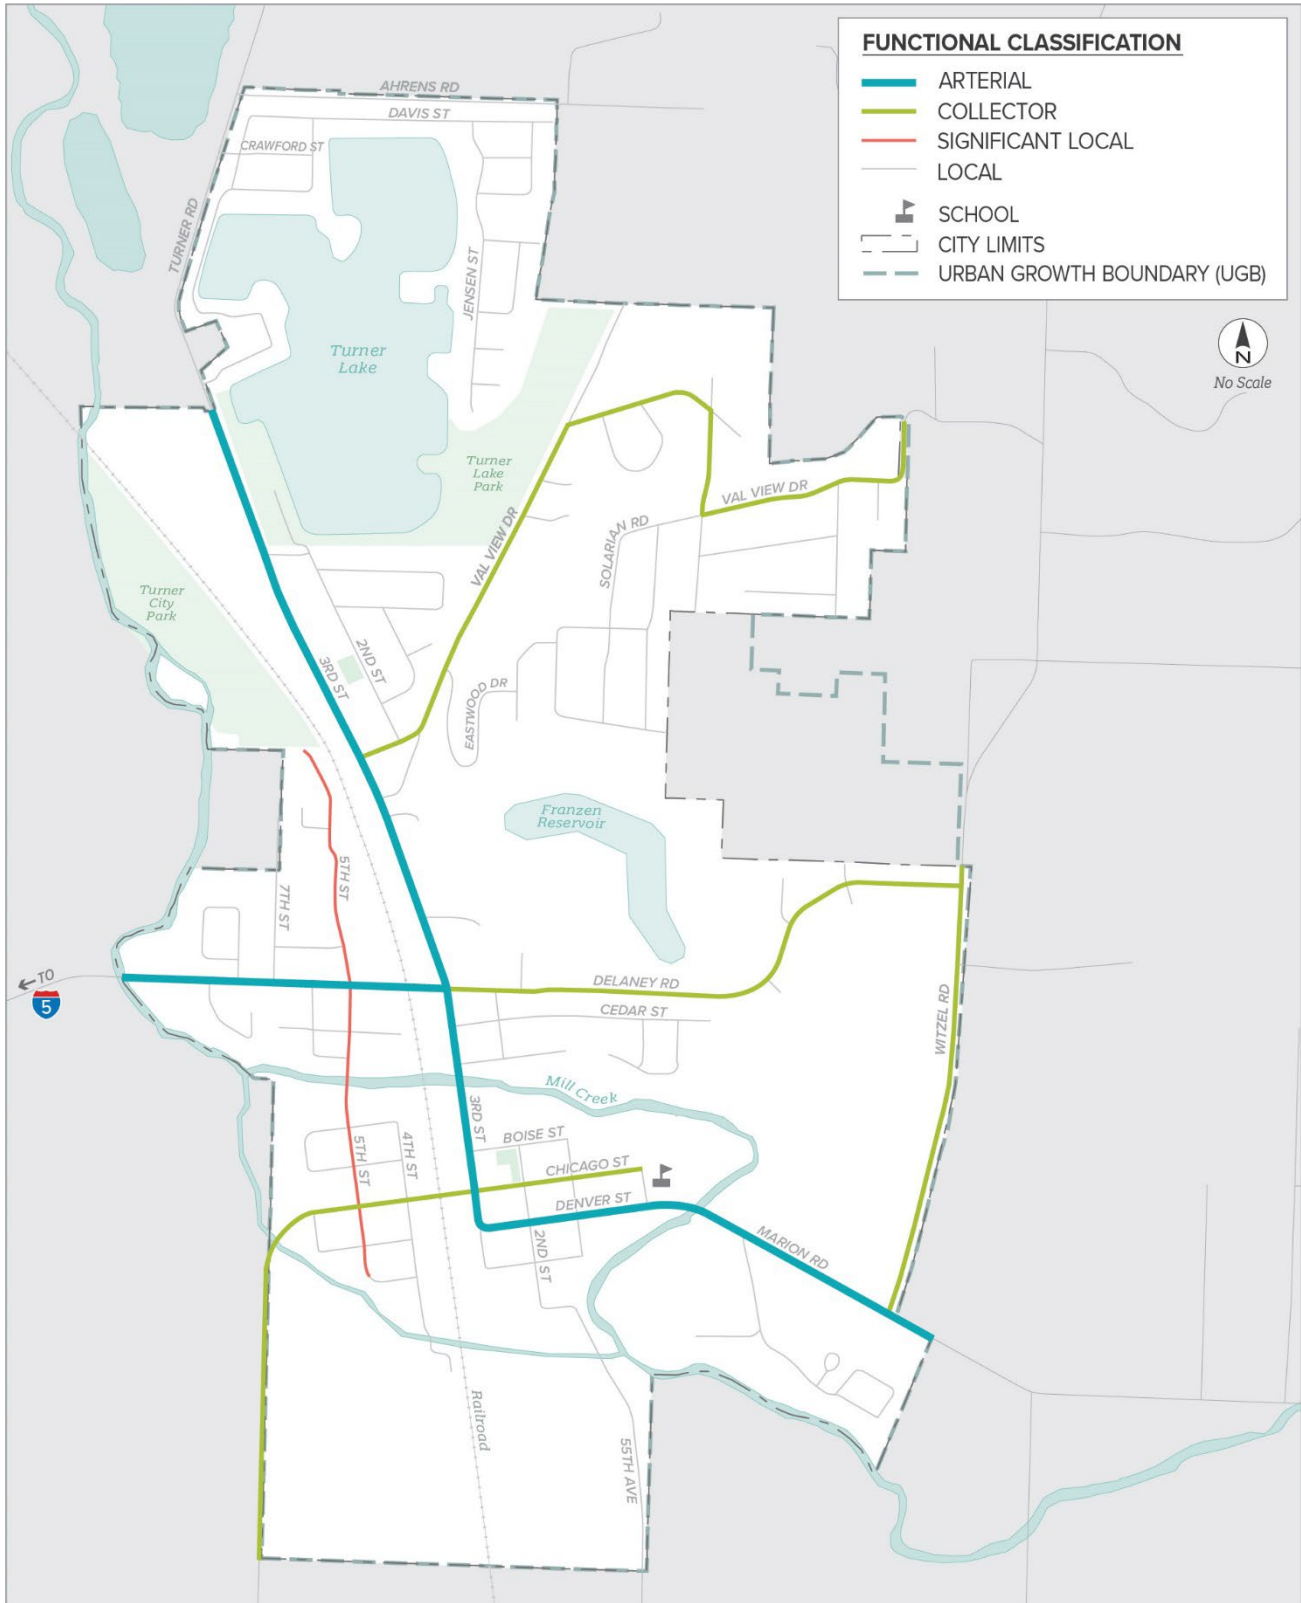 FUNCTIONAL CLASSIFICATION
ARTERIAL
COLLECTOR
SIGNIFICANT LOCAL
LOCAL
SCHOOL
CITY LIMITS
URBAN GROWTH BOUNDARY (UGB)
N
No Scale
AHRENS RD
DAVIS ST
CRAWFORD ST
TURNER RD
JENSEN ST
Turner
Lake
Turner
Lake
Park
VAL VIEW DR
VAL VIEW DR
SOLARIAN RD
Turner
City
Park
2ND ST
3RD ST
EASTWOOD DR
Franzen
Reservoir
5TH ST
7TH ST
TO
5
DELANEY RD
CEDAR ST
WITZEL RD
Mill Creek
3RD ST
BOISE ST
5TH ST
4TH ST
CHICAGO ST
DENVER ST
2ND ST
MARION RD
Railroad
55TH AVE